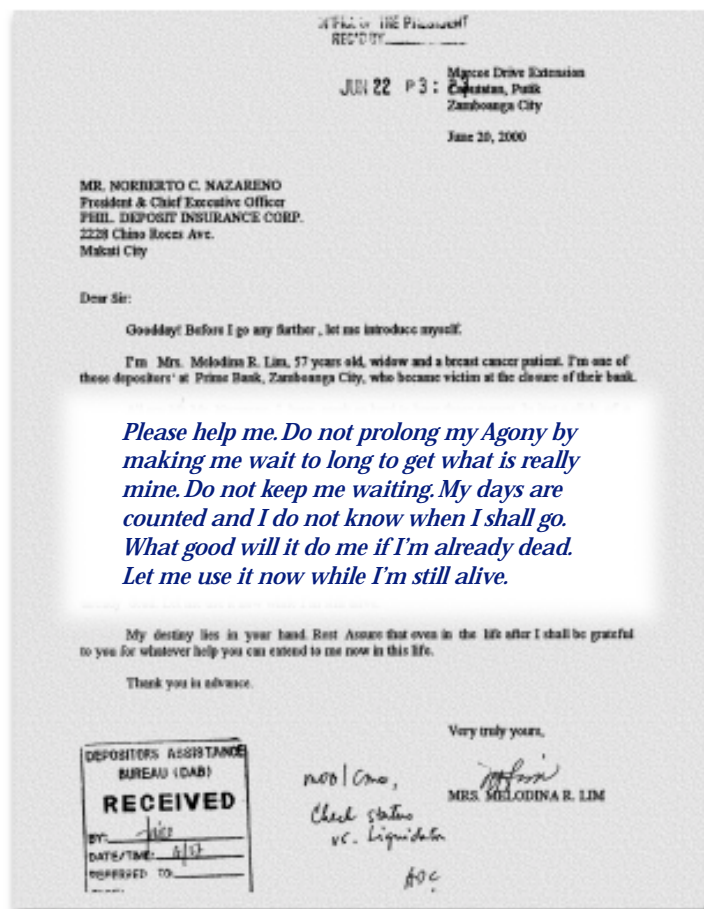 OFFICE OF THE PRESIDENT
REC'D BY
JUN 22 P 3:
Marcos Drive Extension
Putik
Zamboanga City
June 20, 2000
MR. NORBERTO C. NAZARENO
President & Chief Executive Officer
PHIL. DEPOSIT INSURANCE CORP.
2228 Chino Roces Ave.
Makati City
Dear Sir:
Goodday! Before I go any further , let me introduce myself.
I'm Mrs. Melodina R. Lim, 57 years old, widow and a breast cancer patient. I'm one of
those depositors' at Prime Bank, Zamboanga City, who became victim at the closure of their bank.
Please help me. Do not prolong my Agony by
making me wait to long to get what is really
mine. Do not keep me waiting. My days are
counted and I do not know when I shall go.
What good will it do me if I'm already dead.
Let me use it now while I'm still alive.
My destiny lies in your hand. Rest Assure that even in the life after I shall be grateful
to you for whatever help you can extend to me now in this life.
Thank you in advance.
Very truly yours,
MRS. MELODINA R. LIM
DEPOSITORS ASSISTANCE
BUREAU (DAB)
RECEIVED
BY:
DATE/TIME:
REFERRED TO
Check status
vs. Liquidator